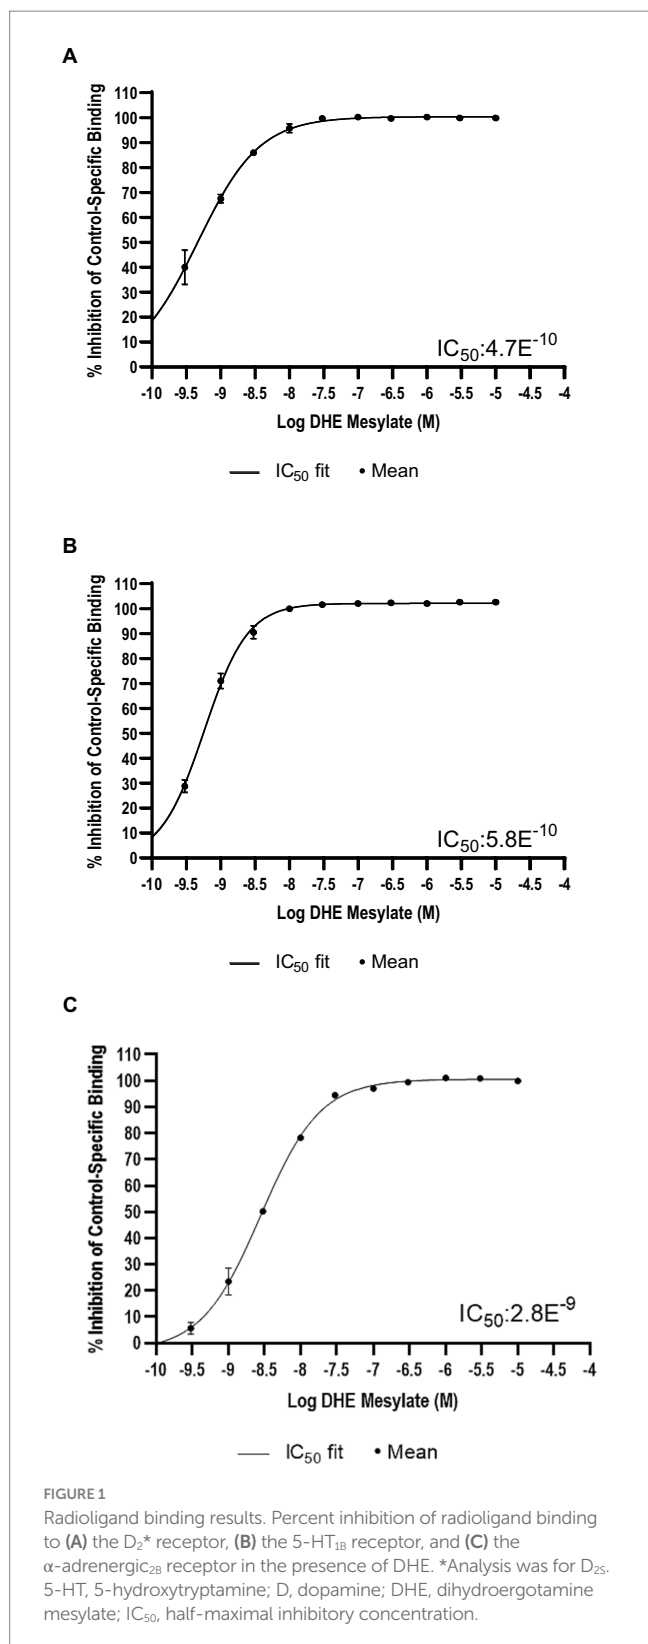 A
% Inhibition of Control-Specific Binding
110
100
90
80
70
60
50
40
30
20
10
0
IC50:4.7E-10
-10 -9.5 -9 -8.5 -8 -7.5 -7 -6.5 -6 -5.5 -5 -4.5 -4
Log DHE Mesylate (M)
IC50 fit Mean
B
% Inhibition of Control-Specific Binding
110
100
90
80
70
60
50
40
30
20
10
0
IC50:5.8E-10
-10 -9.5 -9 -8.5 -8 -7.5 -7 -6.5 -6 -5.5 -5 -4.5 -4
Log DHE Mesylate (M)
IC50 fit Mean
C
% Inhibition of Control-Specific Binding
110
100
90
80
70
60
50
40
30
20
10
0
IC50:2.8E-9
-10 -9.5 -9 -8.5 -8 -7.5 -7 -6.5 -6 -5.5 -5 -4.5 -4
Log DHE Mesylate (M)
IC50 fit Mean
FIGURE 1
Radioligand binding results. Percent inhibition of radioligand binding
to (A) the D2* receptor, (B) the 5-HT1B receptor, and (C) the
α-adrenergic2B receptor in the presence of DHE. *Analysis was for D2S.
5-HT, 5-hydroxytryptamine; D, dopamine; DHE, dihydroergotamine
mesylate; IC50, half-maximal inhibitory concentration.